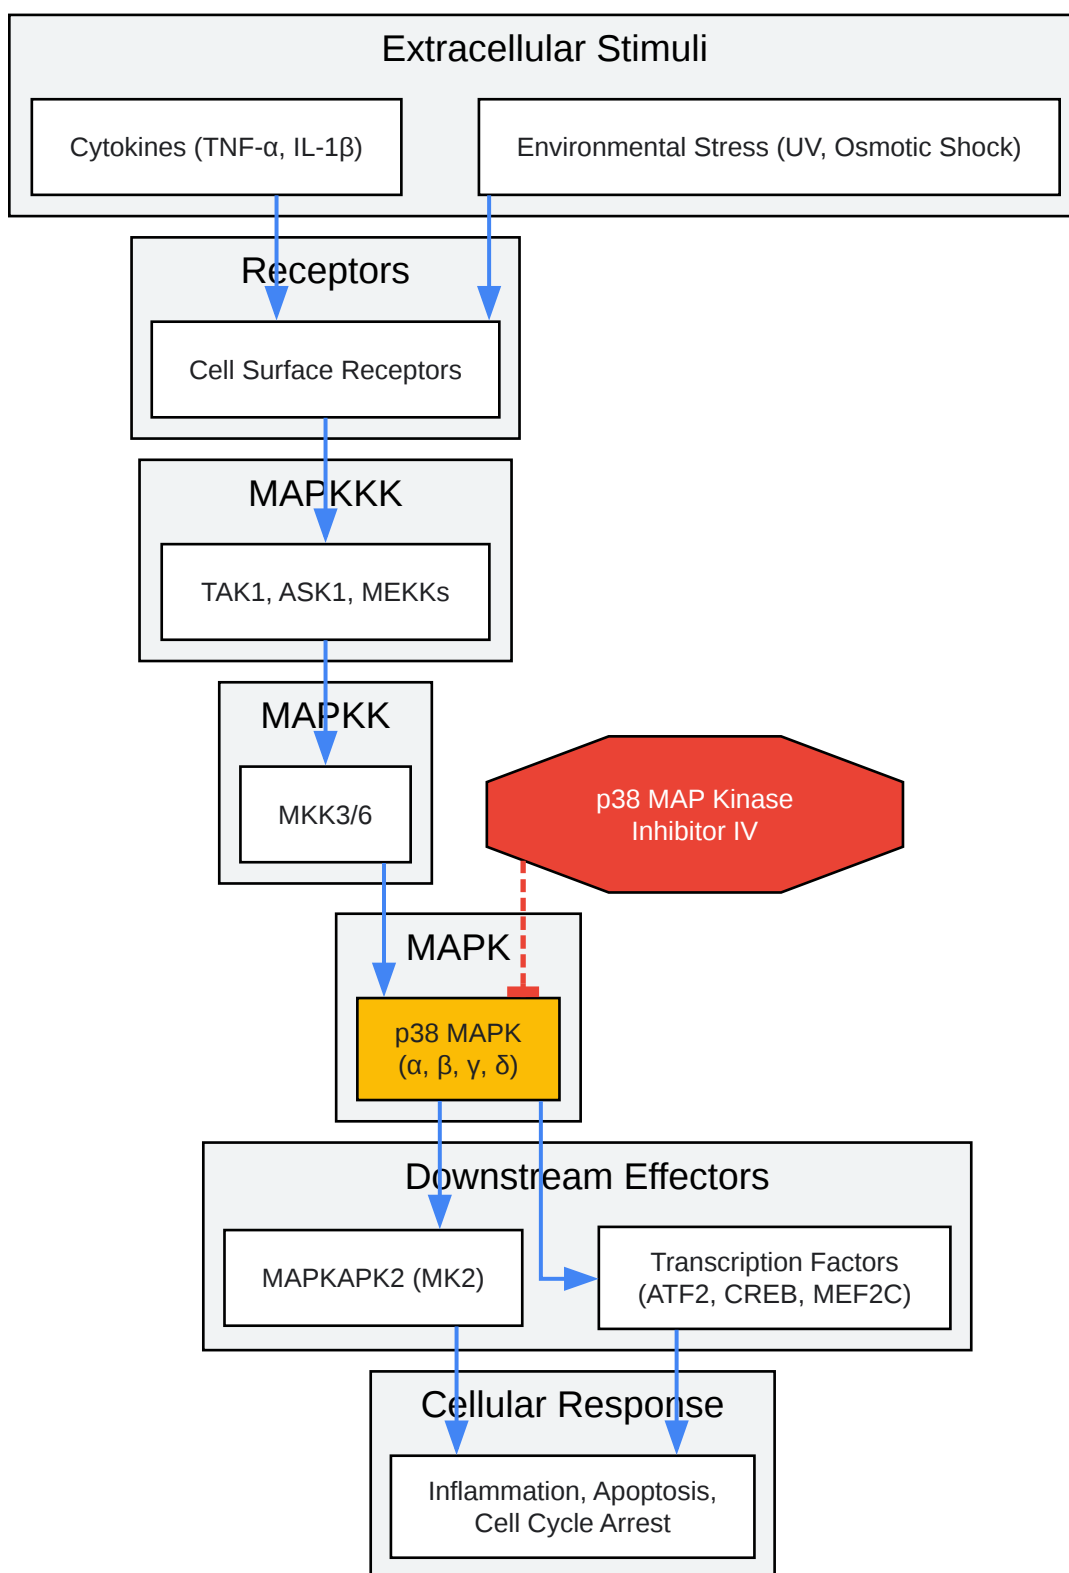 Extracellular Stimuli
Cytokines (TNF-α, IL-1β)
Environmental Stress (UV, Osmotic Shock)
Receptors
Cell Surface Receptors
MAPKKK
TAK1, ASK1, MEKKs
MAPKK
MKK3/6
p38 MAP Kinase
Inhibitor IV
MAPK
p38 MAPK
(α, β, γ, δ)
Downstream Effectors
MAPKAPK2 (MK2)
Transcription Factors
(ATF2, CREB, MEF2C)
Cellular Response
Inflammation, Apoptosis,
Cell Cycle Arrest